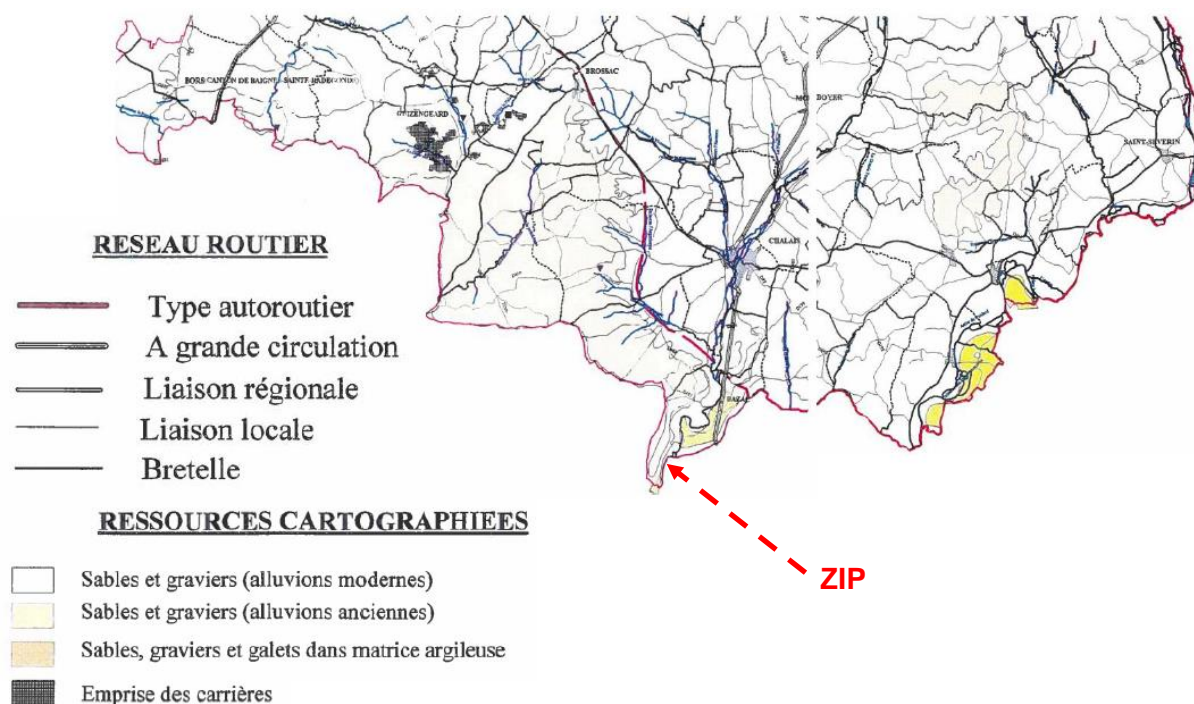 BROSSAC
GUIZENGEARD
SAINT-SEVERIN
CHALAIS
RESEAU ROUTIER
Type autoroutier
A grande circulation
Liaison régionale
Liaison locale
Bretelle
RESSOURCES CARTOGRAPHIEES
ZIP
Sables et graviers (alluvions modernes)
Sables et graviers (alluvions anciennes)
Sables, graviers et galets dans matrice argileuse
Emprise des carrières